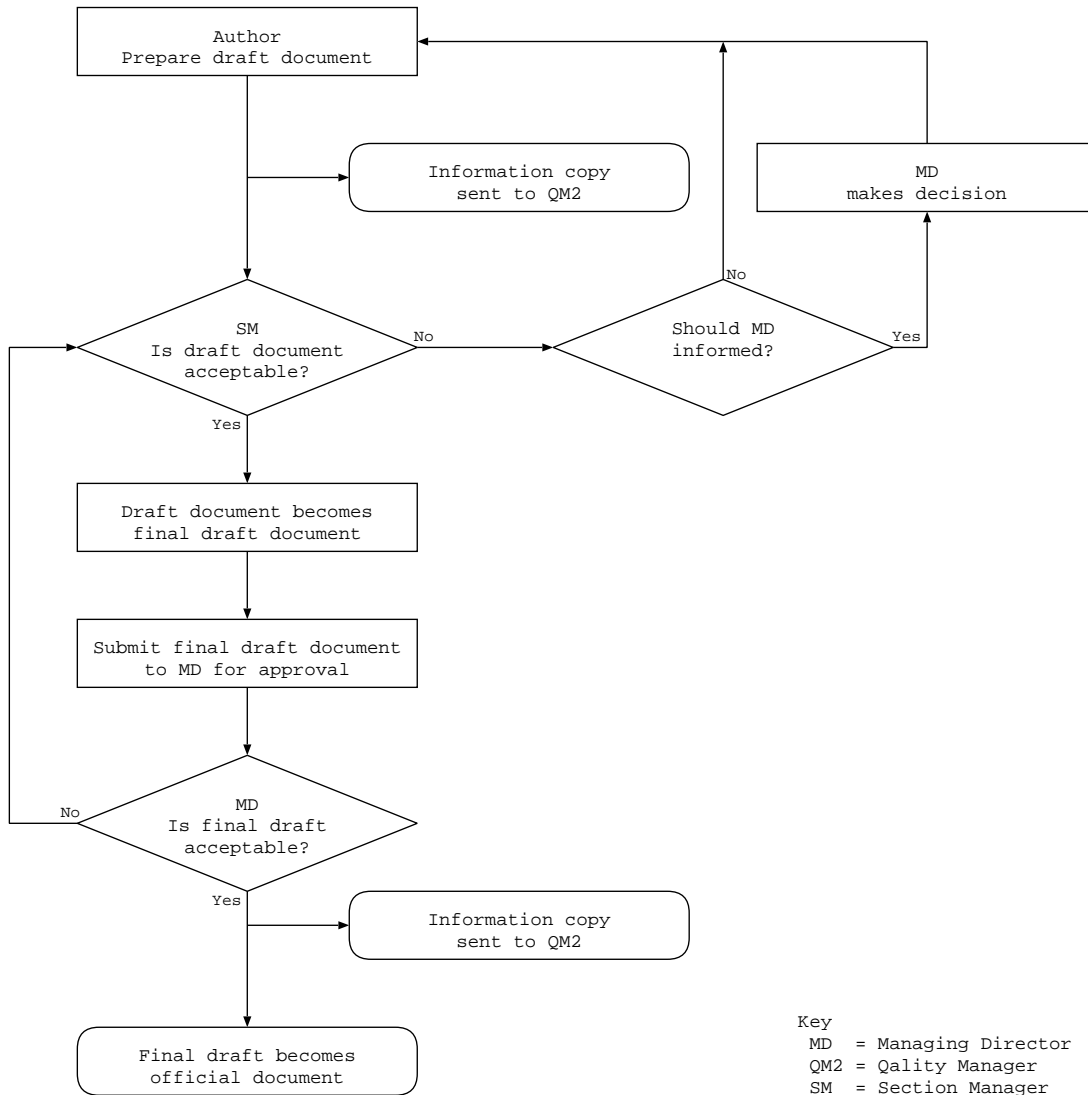 Author
Prepare draft document
Information copy
sent to QM2
MD
makes decision
No
SM
Is draft document
acceptable?
No
Should MD
informed?
Yes
Yes
Draft document becomes
final draft document
Submit final draft document
to MD for approval
No
MD
Is final draft
acceptable?
Yes
Information copy
sent to QM2
Final draft becomes
official document
Key
MD = Managing Director
QM2 = Qality Manager
SM = Section Manager